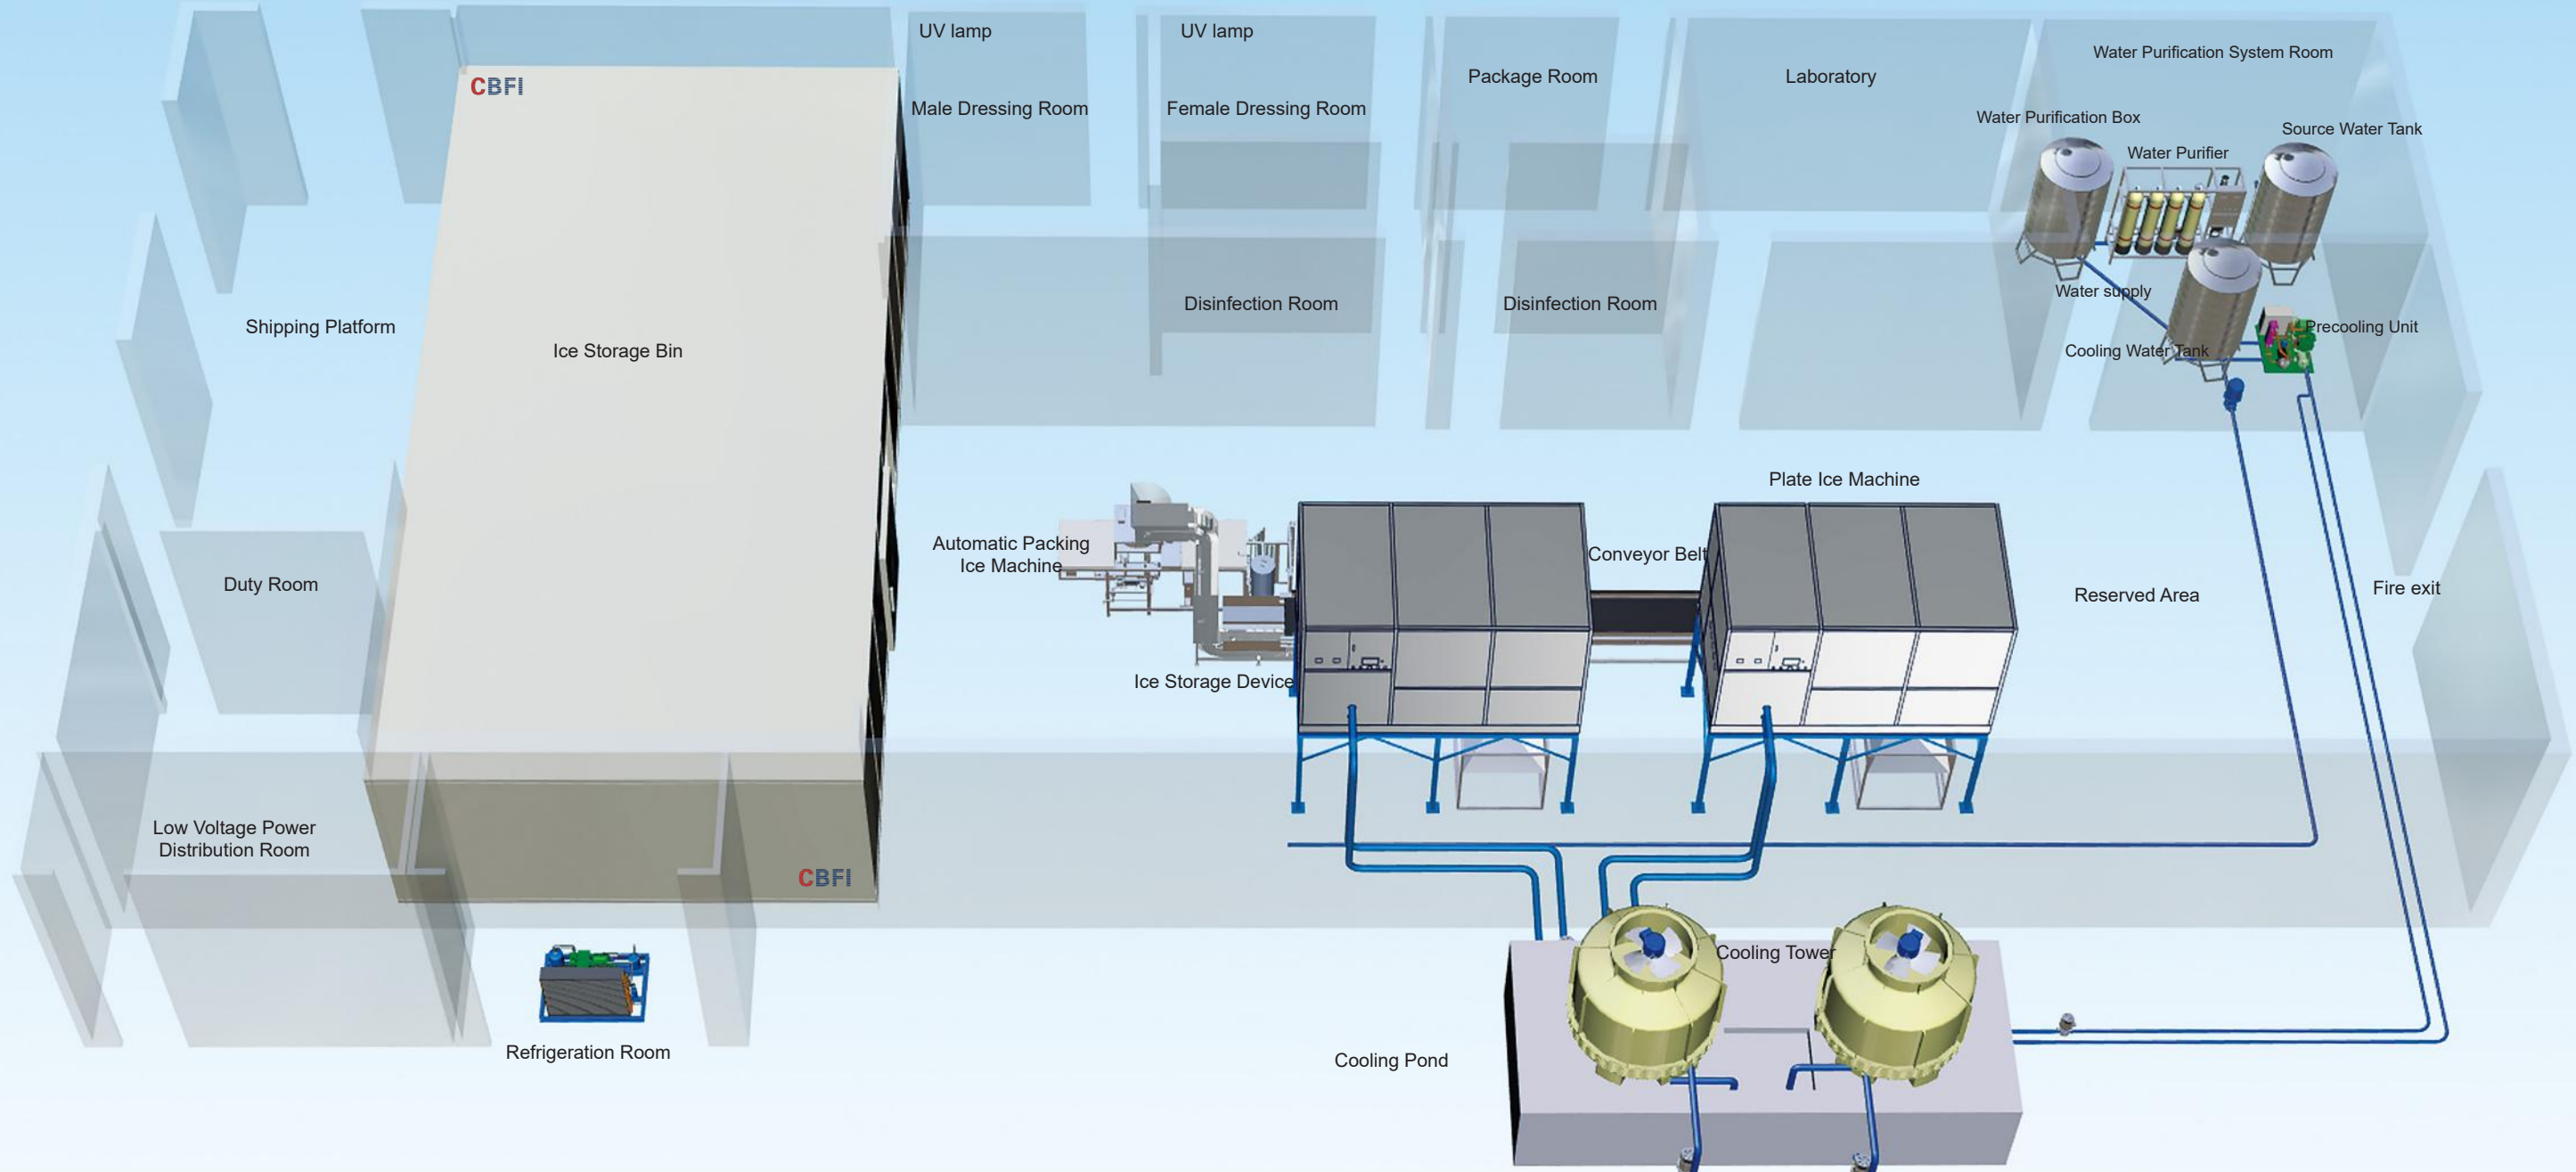 UV lamp
UV lamp
Water Purification System Room
CBFI
Package Room
Laboratory
Male Dressing Room
Female Dressing Room
Water Purification Box
Source Water Tank
Water Purifier
Water supply
Disinfection Room
Disinfection Room
Shipping Platform
Precooling Unit
Ice Storage Bin
Cooling Water Tank
Plate Ice Machine
Automatic Packing
Ice Machine
Conveyor Belt
Duty Room
Reserved Area
Fire exit
Ice Storage Device
Low Voltage Power
Distribution Room
CBFI
Cooling Tower
Refrigeration Room
Cooling Pond